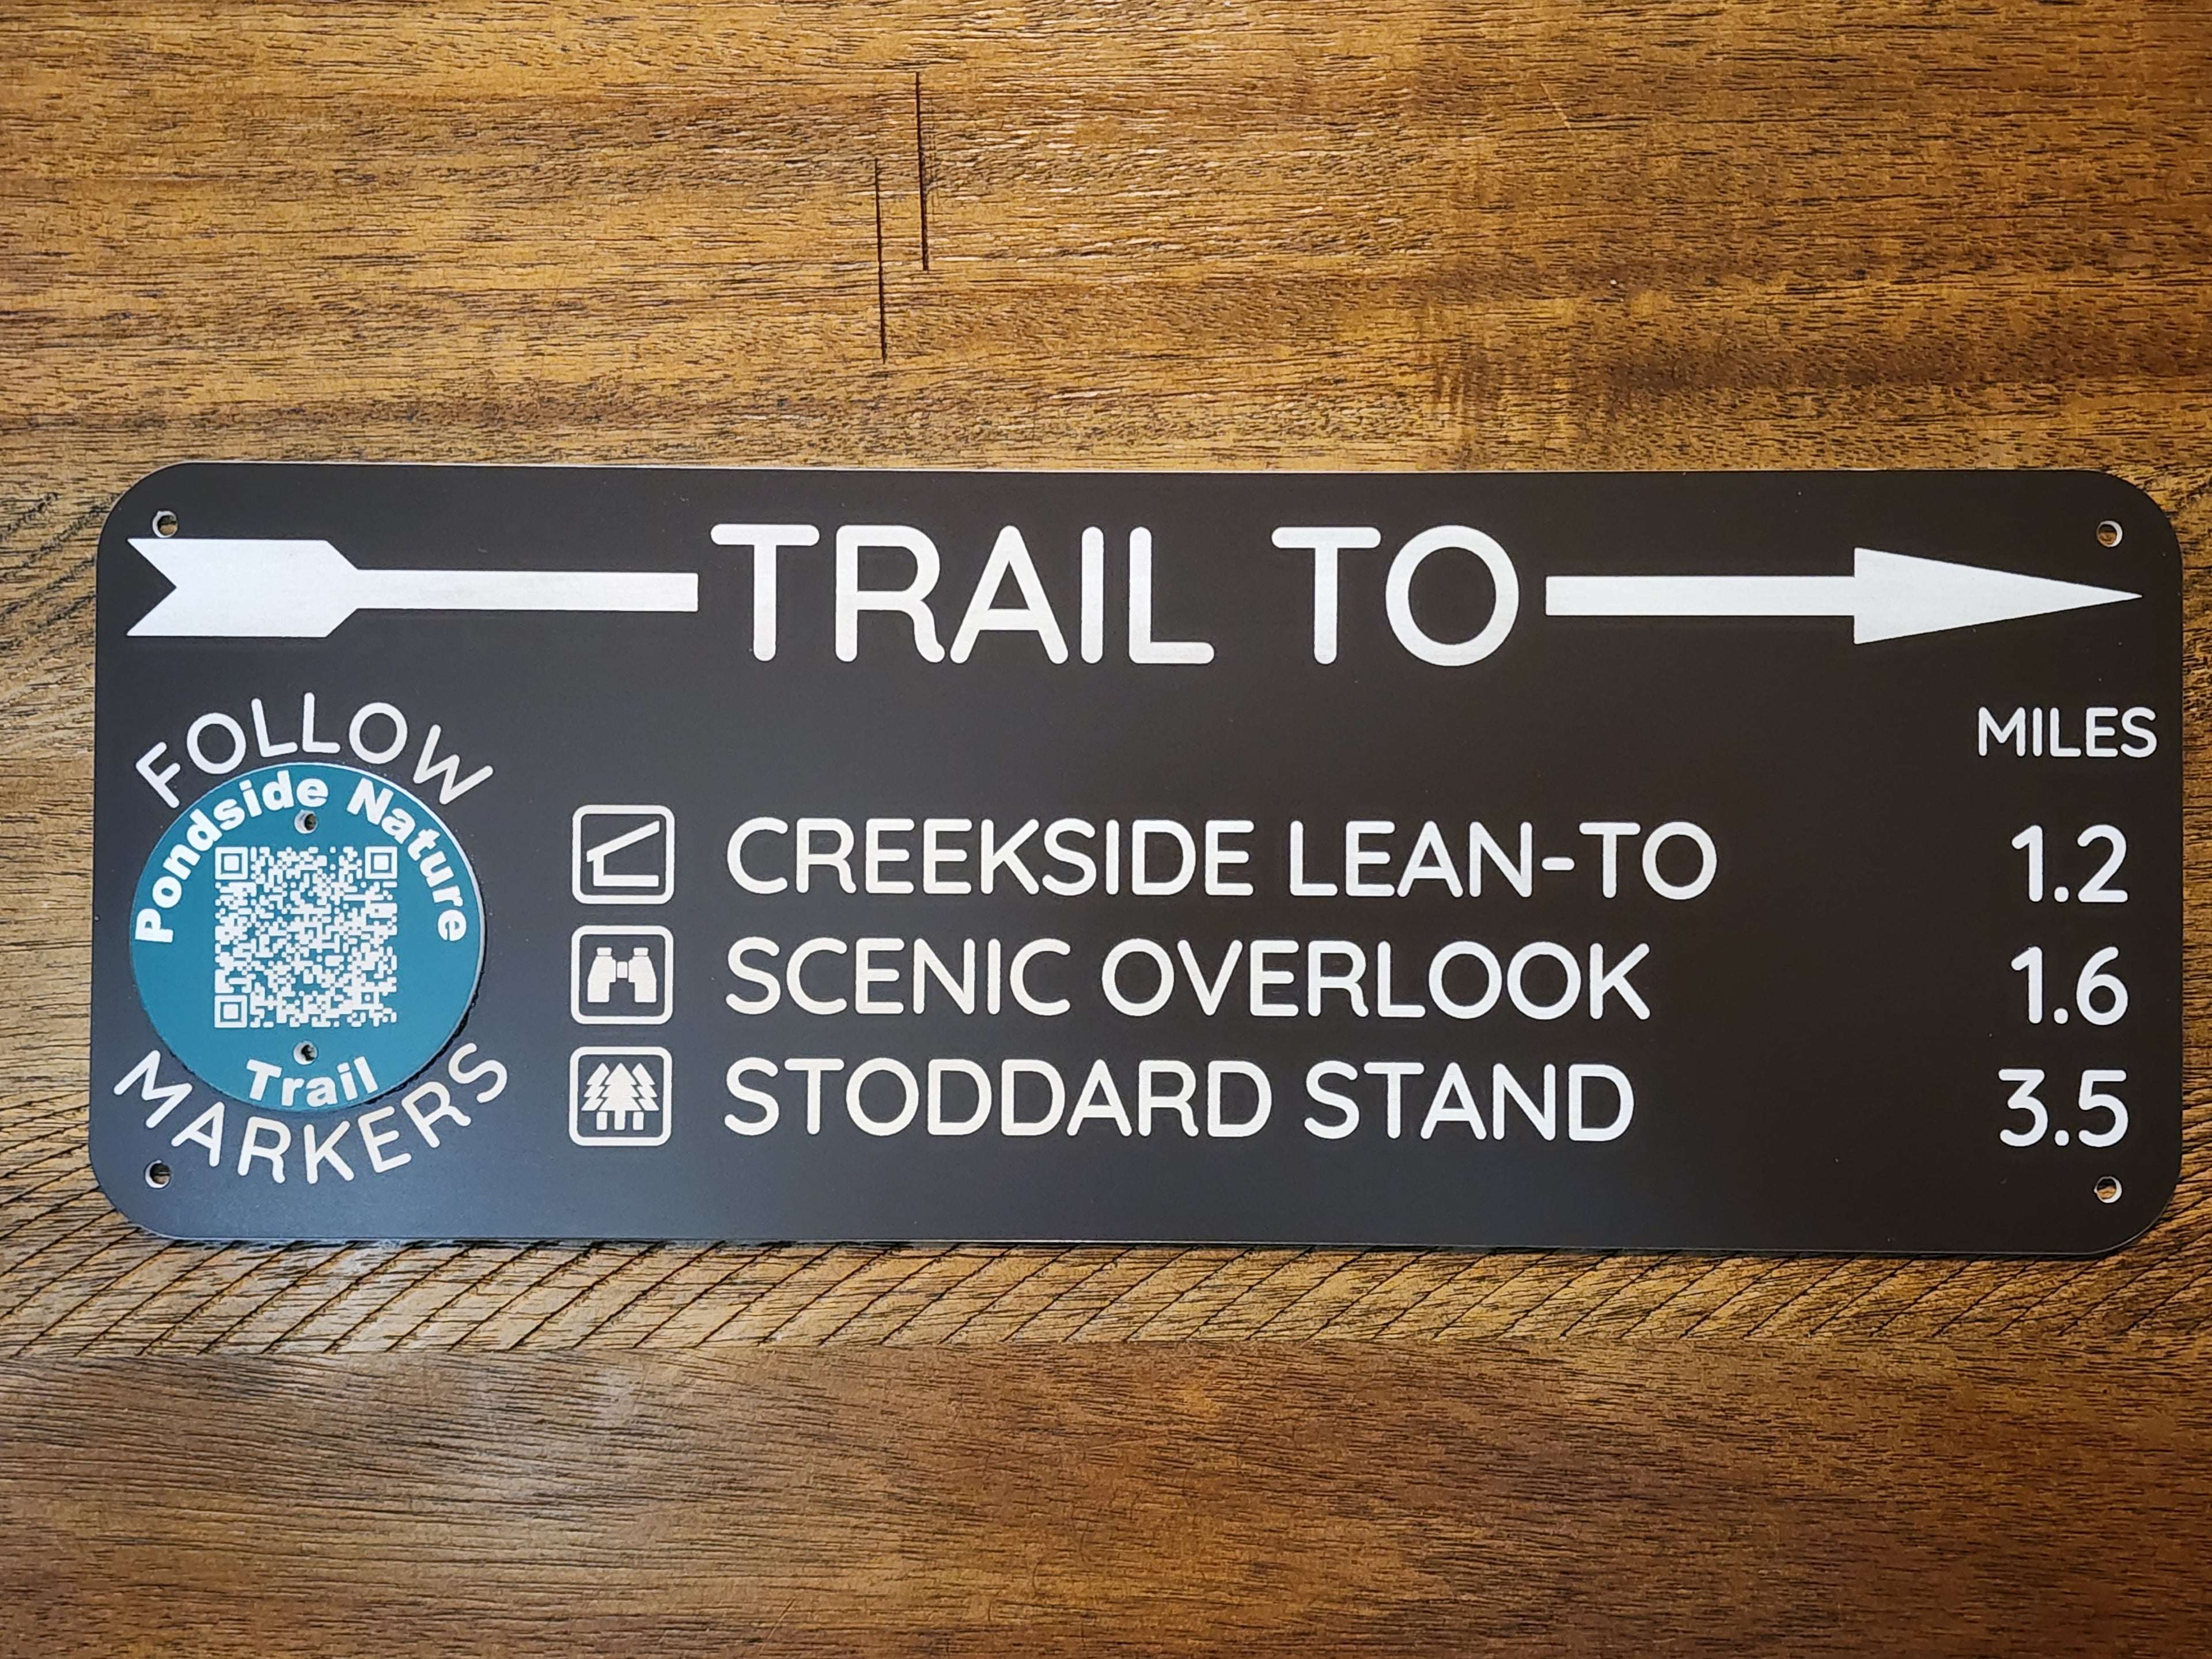 TRAIL TO
MILES
FOLLOW
Pondside Nature
Trail
MARKERS
CREEKSIDE LEAN-TO 1.2
SCENIC OVERLOOK 1.6
STODDARD STAND 3.5